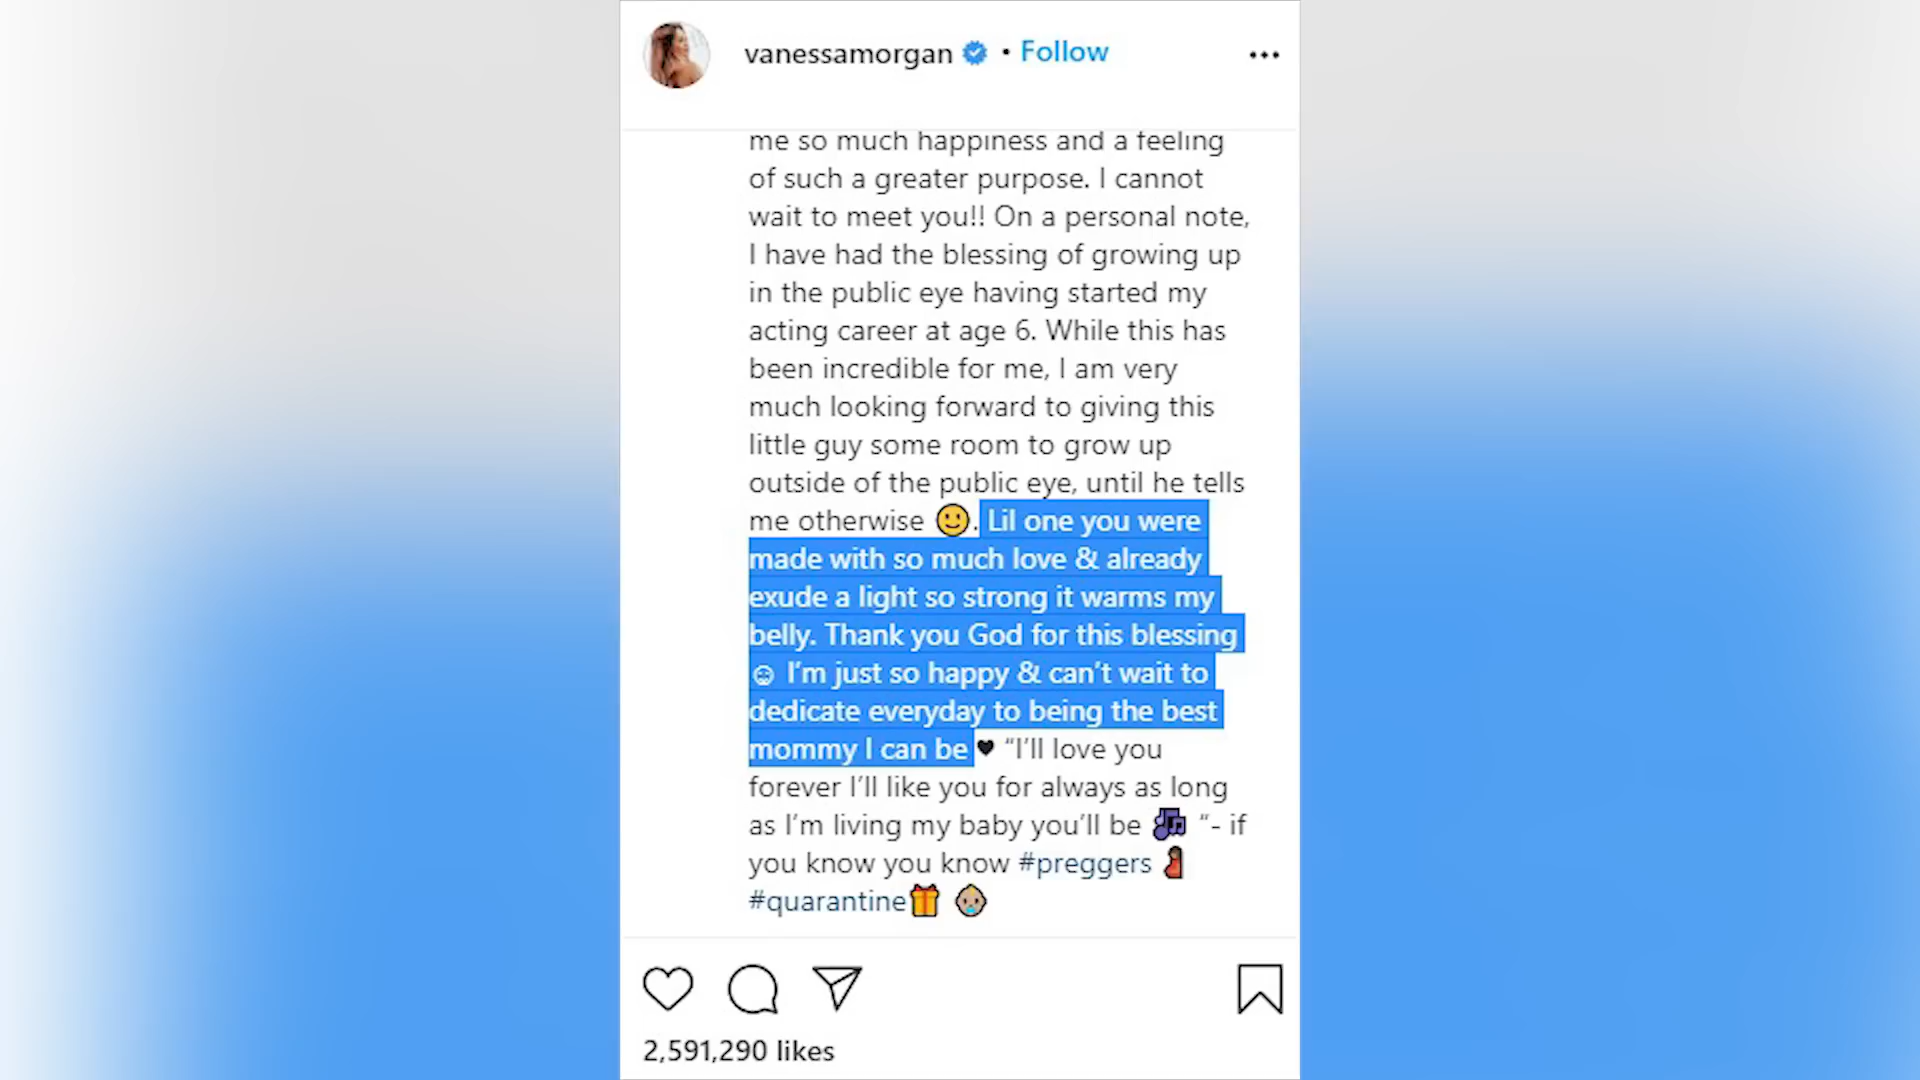 vanessamorgan • Follow
me so much happiness and a feeling
of such a greater purpose. I cannot
wait to meet you!! On a personal note,
I have had the blessing of growing up
in the public eye having started my
acting career at age 6. While this has
been incredible for me, I am very
much looking forward to giving this
little guy some room to grow up
outside of the public eye, until he tells
me otherwise 🙂. Lil one you were
made with so much love & already
exude a light so strong it warms my
belly. Thank you God for this blessing
☺ I’m just so happy & can’t wait to
dedicate everyday to being the best
mommy I can be ♥ “I’ll love you
forever I’ll like you for always as long
as I’m living my baby you’ll be 🎶 “- if
you know you know #preggers 🤰🏾
#quarantine🎁 👶🏽
2,591,290 likes